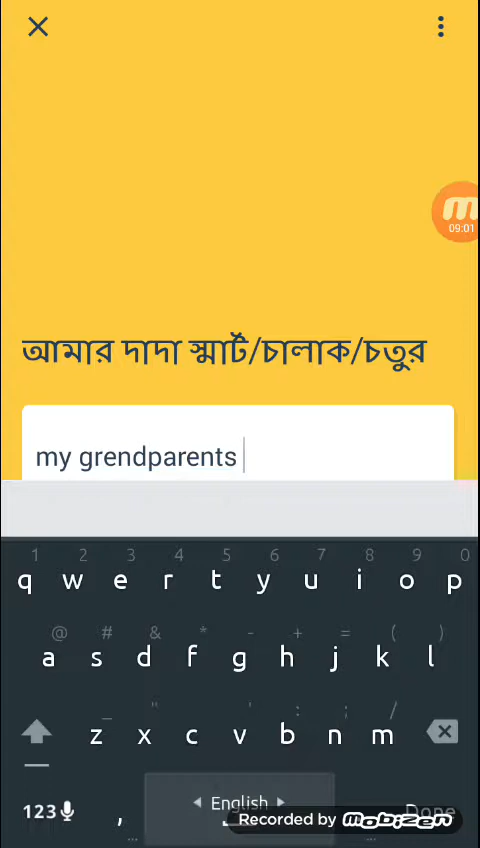 09:01
আমার দাদা স্মার্ট/চালাক/চতুর
my grendparents
1 2 3 4 5 6 7 8 9 0
q w e r t y u i o p
@ # & * - + = ( )
a s d f g h j k l
_ " ' : ; /
z x c v b n m
123 , English Done
Recorded by mobizen